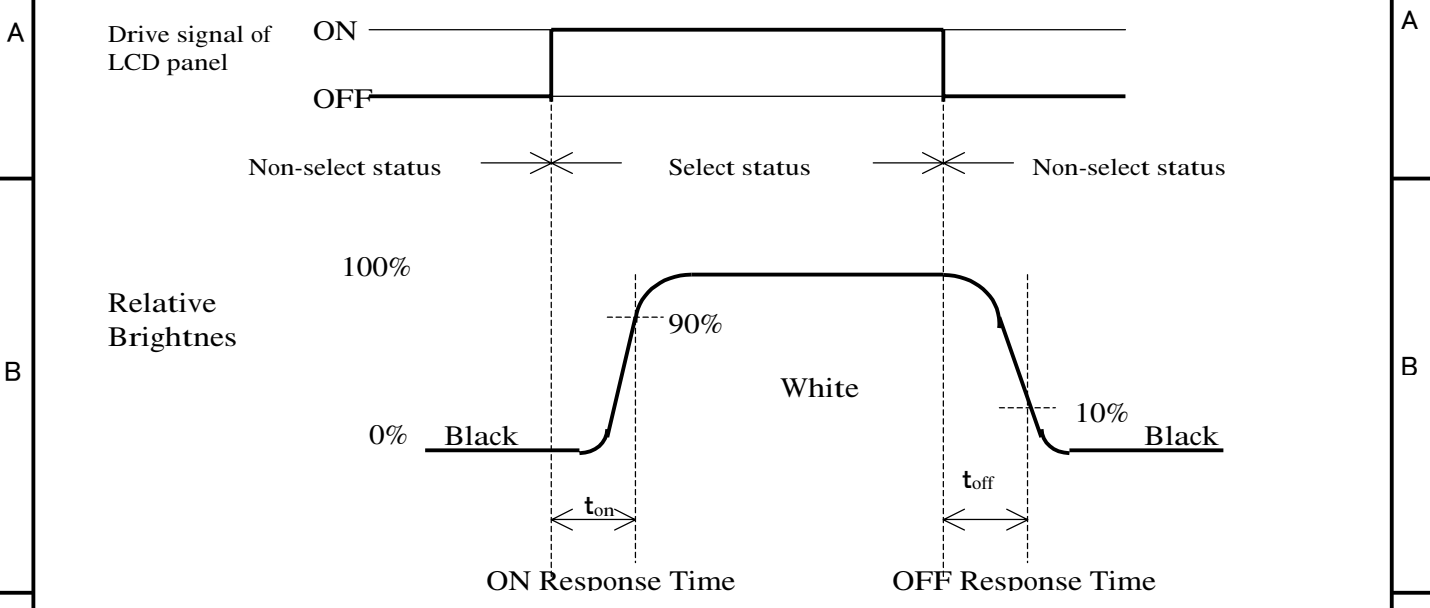 A
A
Drive signal of
LCD panel
ON
OFF
Non-select status
Select status
Non-select status
100%
Relative
Brightnes
90%
B
B
White
10%
0%
Black
Black
toff
ton
ON Response Time
OFF Response Time